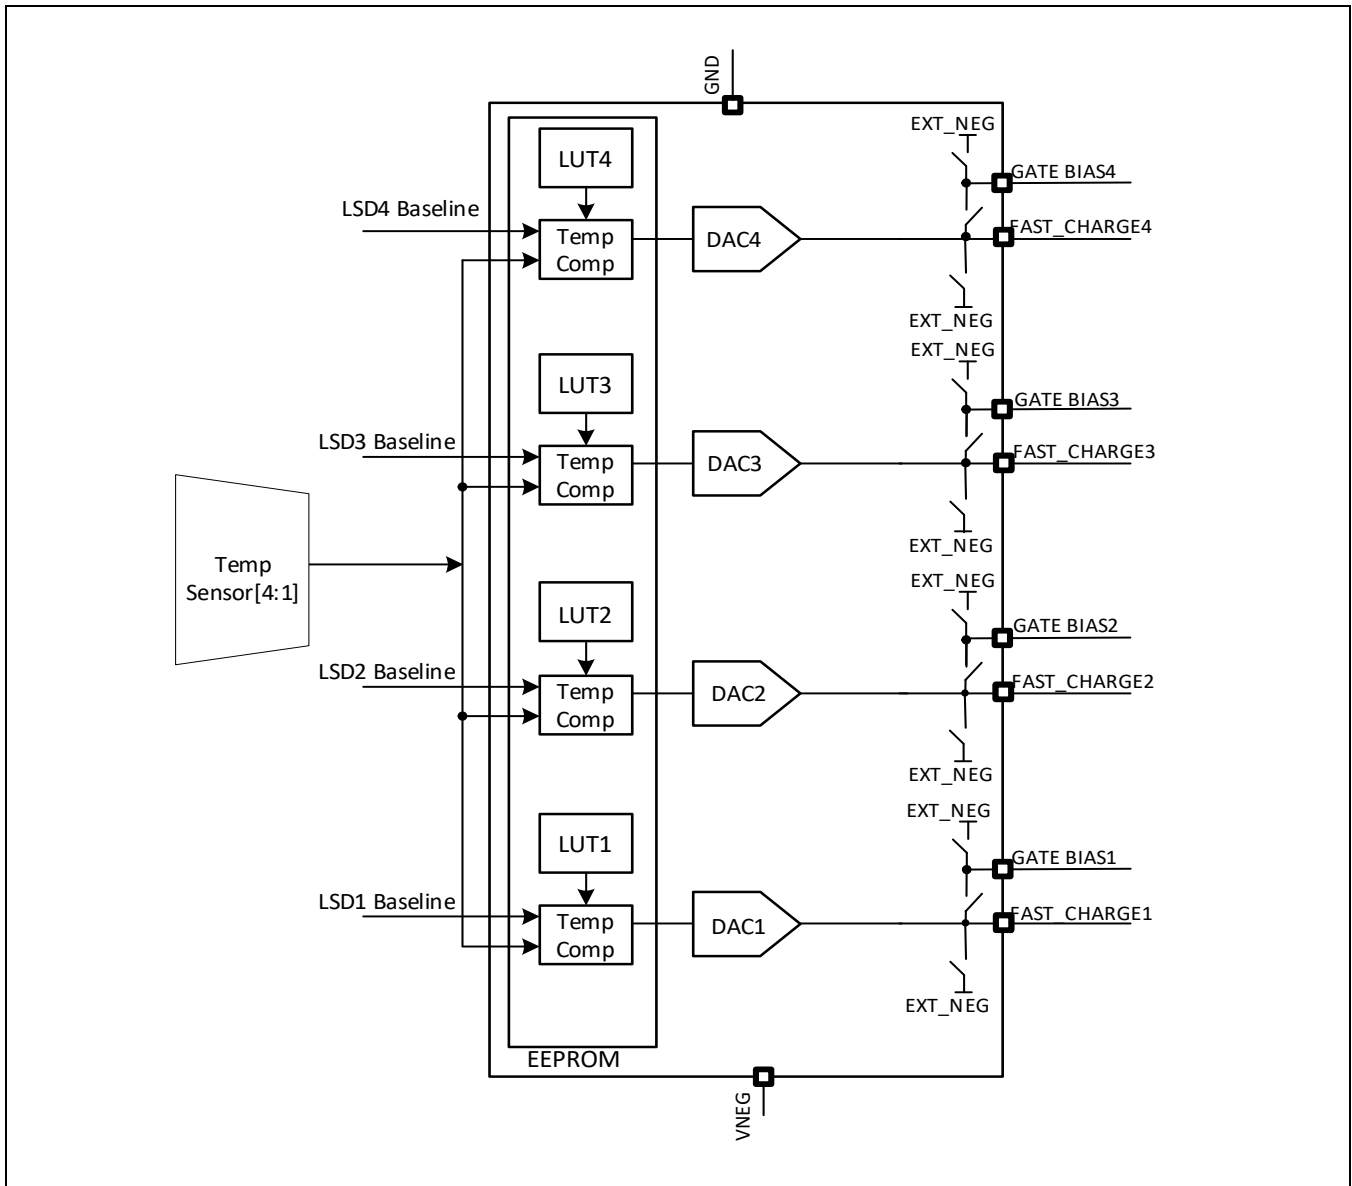 GND
EXT_NEG
LUT4
GATE BIAS4
LSD4 Baseline
FAST_CHARGE4
Temp
Comp
DAC4
EXT_NEG
EXT_NEG
LUT3
GATE BIAS3
LSD3 Baseline
FAST_CHARGE3
Temp
Comp
DAC3
EXT_NEG
Temp
Sensor[4:1]
EXT_NEG
LUT2
GATE BIAS2
LSD2 Baseline
FAST_CHARGE2
Temp
Comp
DAC2
EXT_NEG
EXT_NEG
LUT1
GATE BIAS1
LSD1 Baseline
FAST_CHARGE1
Temp
Comp
DAC1
EXT_NEG
EEPROM
VNEG